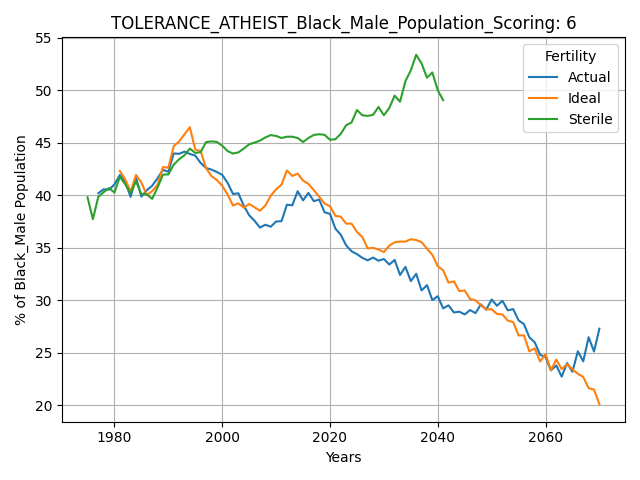 TOLERANCE_ATHEIST_Black_Male_Population_Scoring: 6
% of Black_Male Population
55
50
45
40
35
30
25
20
Fertility
Actual
Ideal
Sterile
1980
2000
2020
2040
2060
Years